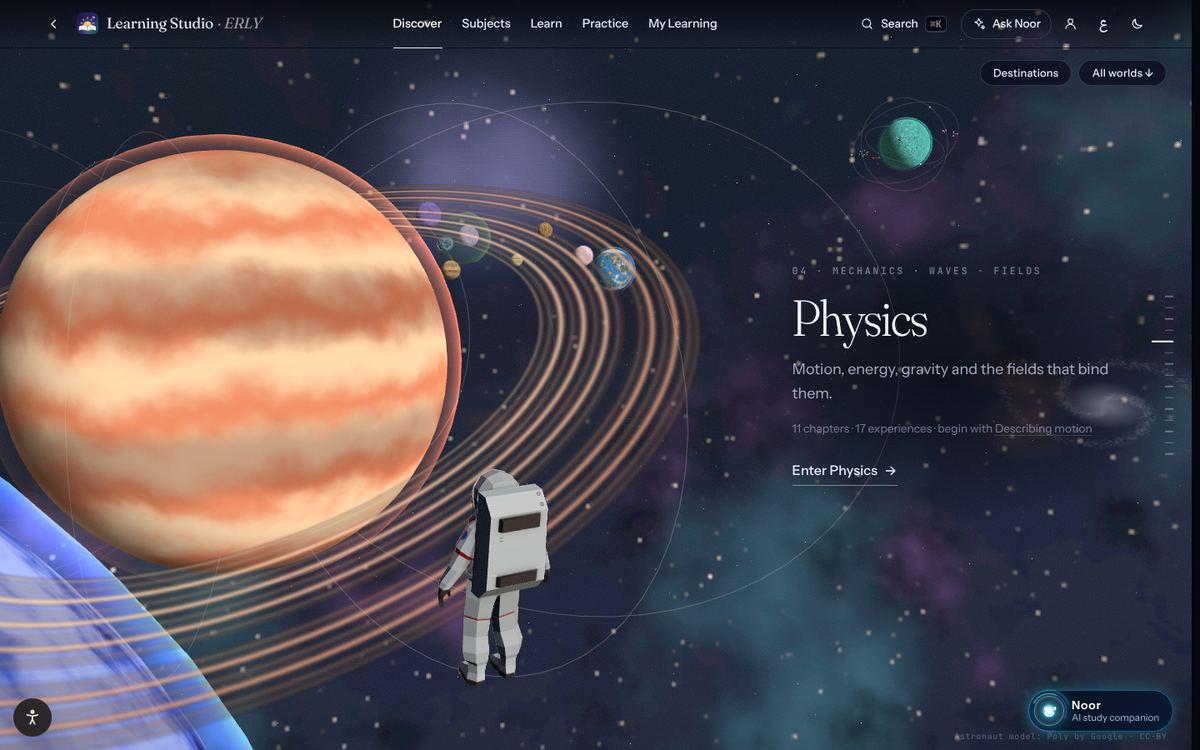 Learning Studio · ERLY
Discover Subjects Learn Practice My Learning
Search ⌘K Ask Noor ع
Destinations All worlds ↓
04 · MECHANICS · WAVES · FIELDS
Physics
Motion, energy, gravity and the fields that bind
them.
11 chapters · 17 experiences · begin with Describing motion
Enter Physics →
Noor
AI study companion
Astronaut model: Poly by Google · CC-BY